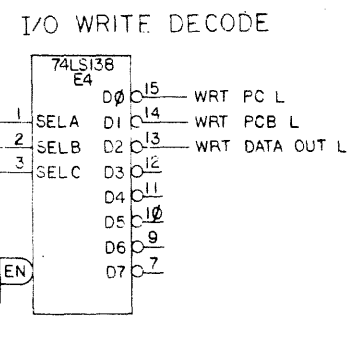 I/O WRITE DECODE
74LS138
E4
DØ 15 WRT PC L
1 SELA D1 14 WRT PCB L
2 SELB D2 13 WRT DATA OUT L
3 SELC D3 12
D4 11
D5 1Ø
D6 9
EN D7 7